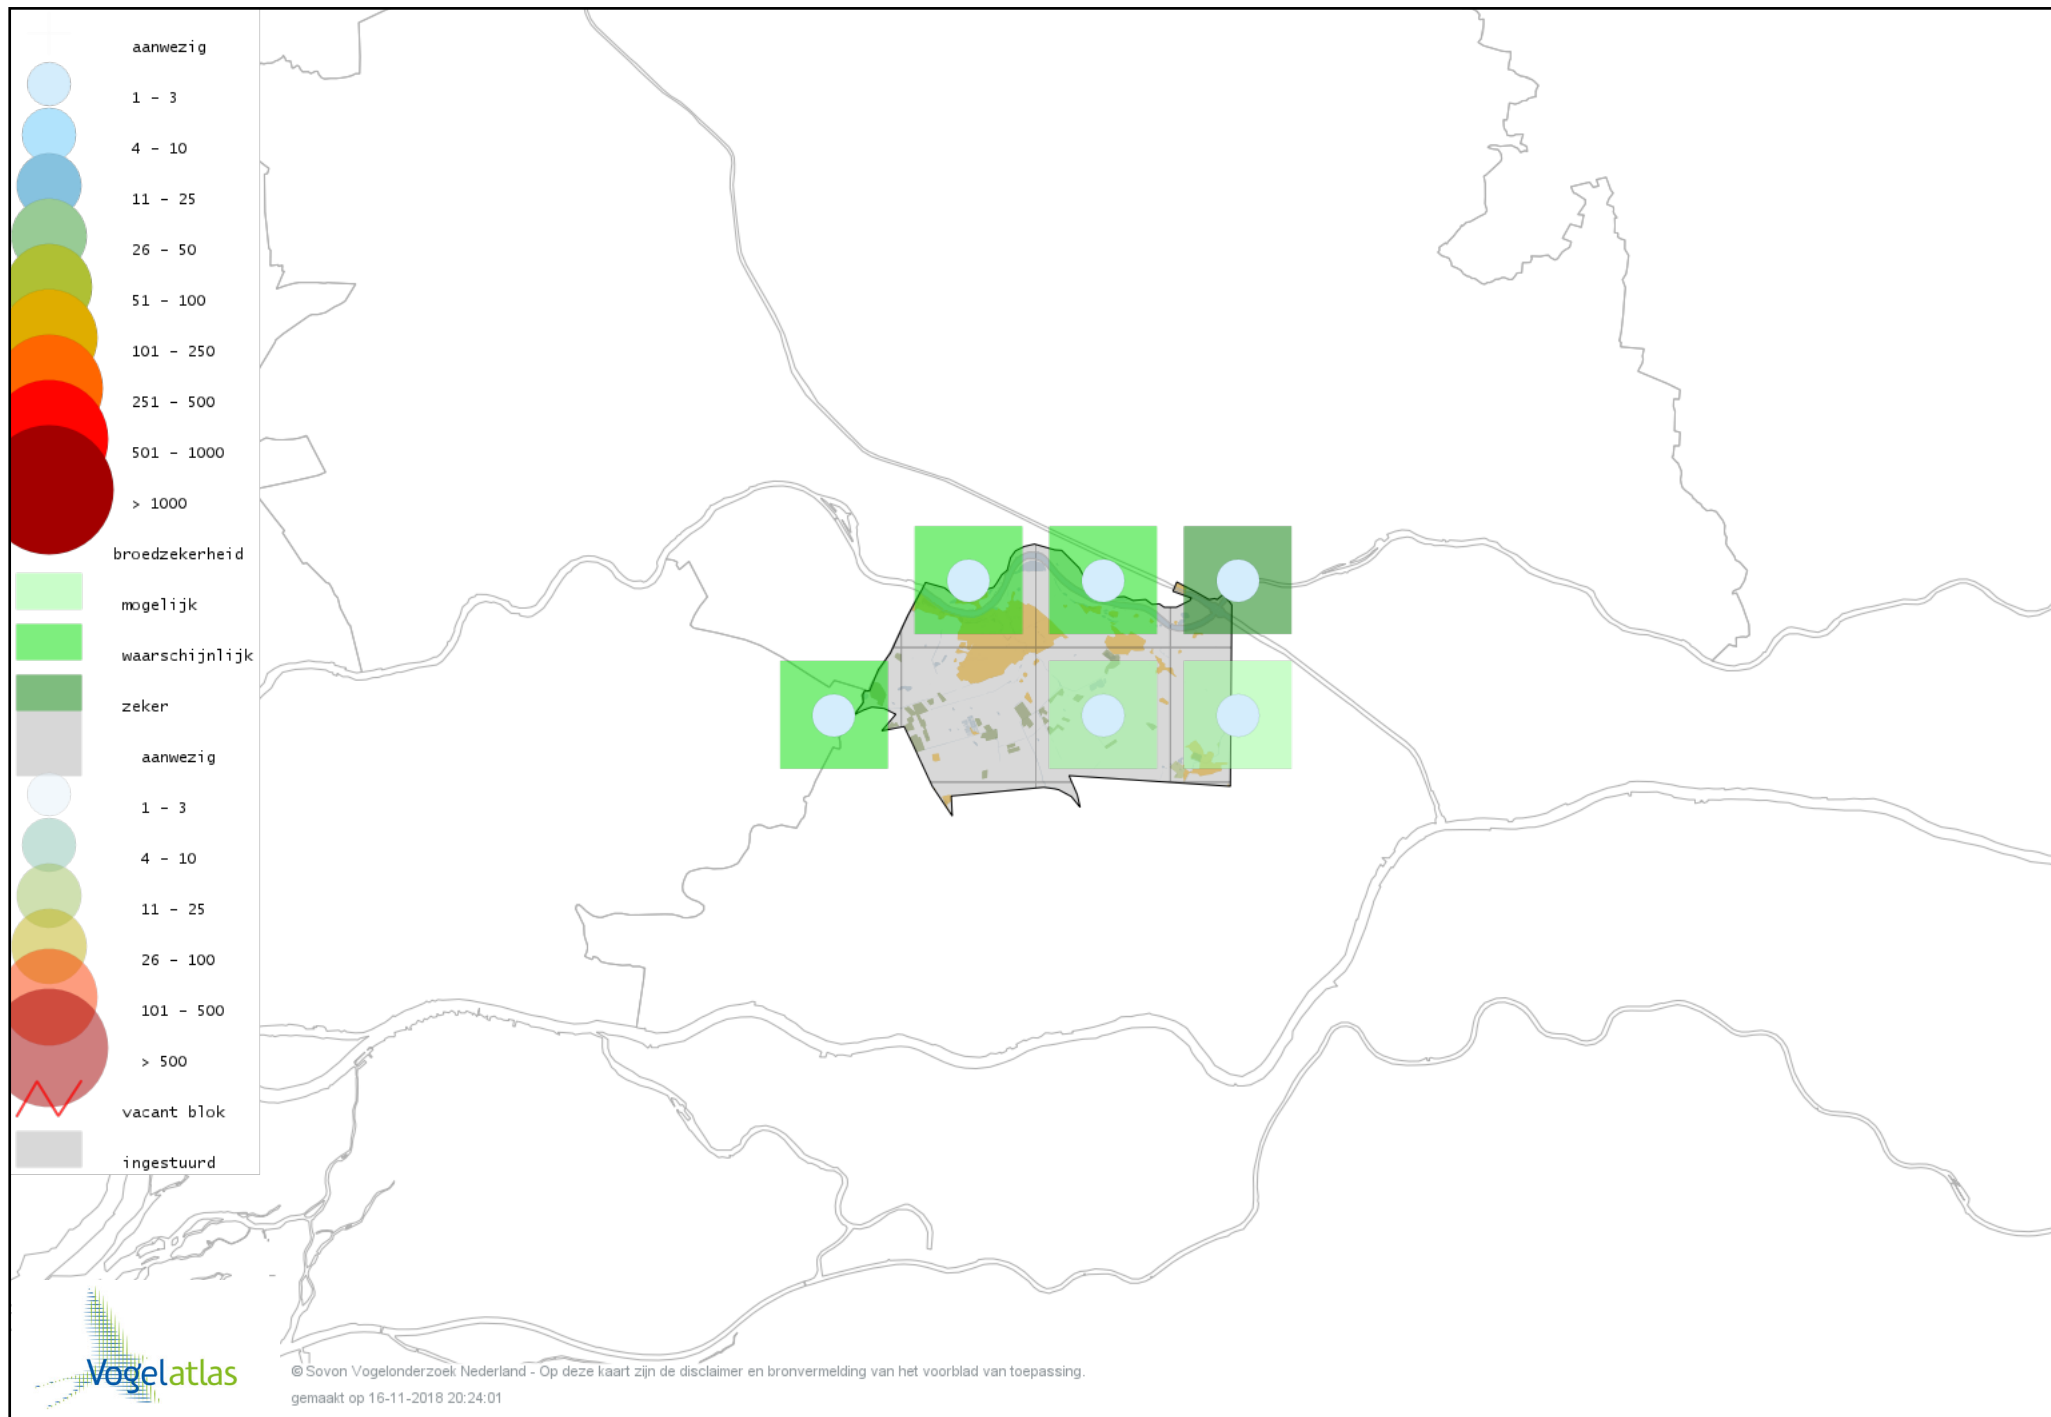 aanwezig
1 - 3
4 - 10
11 - 25
26 - 50
51 - 100
101 - 250
251 - 500
501 - 1000
> 1000
broedzekerheid
mogelijk
waarschijnlijk
zeker
aanwezig
1 - 3
4 - 10
11 - 25
26 - 100
101 - 500
> 500
vacant blok
ingestuurd
Vogelatlas
© Sovon Vogelonderzoek Nederland - Op deze kaart zijn de disclaimer en bronvermelding van het voorblad van toepassing.
gemaakt op 16-11-2018 20:24:01